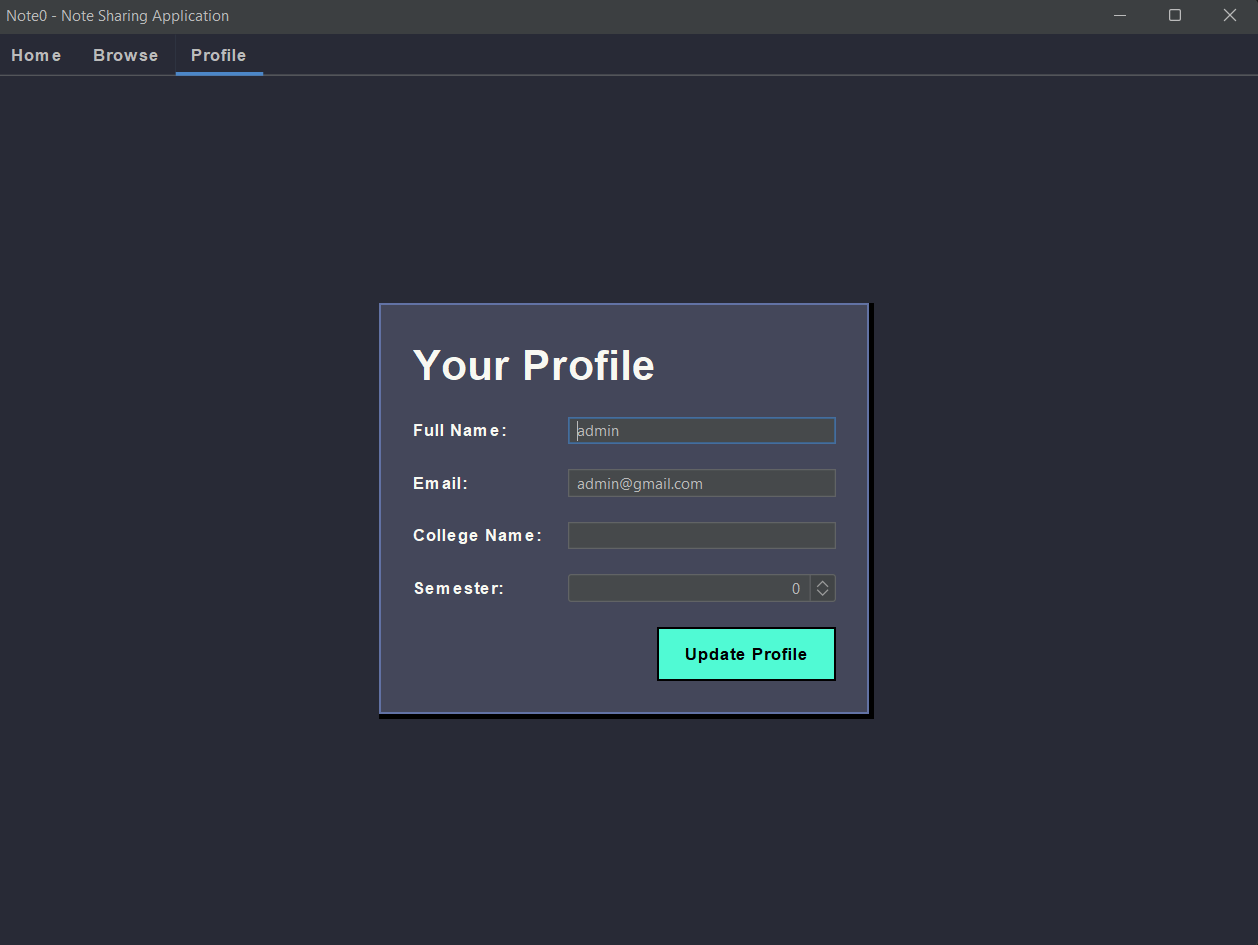 Note0 - Note Sharing Application
Home Browse Profile
Your Profile
Full Name: admin
Email: admin@gmail.com
College Name:
Semester: 0
Update Profile